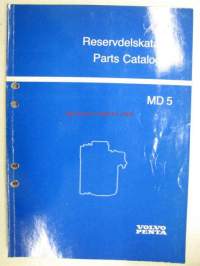 Reservdelskatalog
Parts Catalog
MD 5
VOLVO
PENTA